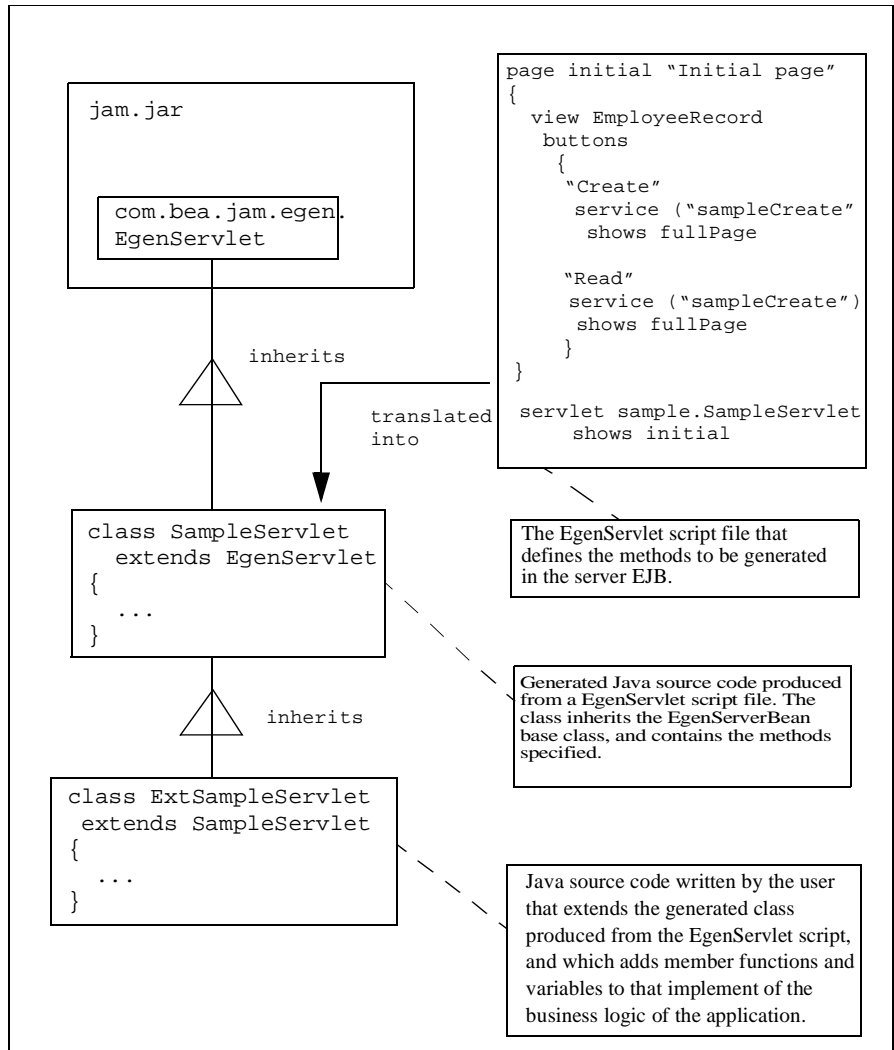 jam.jar
com.bea.jam.egen.
EgenServlet
inherits
page initial “Initial page”
{
view EmployeeRecord
buttons
{
“Create”
service (“sampleCreate”
shows fullPage
“Read”
service (“sampleCreate”)
shows fullPage
}
}
servlet sample.SampleServlet
shows initial
translated
into
The EgenServlet script file that
defines the methods to be generated
in the server EJB.
class SampleServlet
extends EgenServlet
{
...
}
Generated Java source code produced
from a EgenServlet script file. The
class inherits the EgenServerBean
base class, and contains the methods
specified.
inherits
class ExtSampleServlet
extends SampleServlet
{
...
}
Java source code written by the user
that extends the generated class
produced from the EgenServlet script,
and which adds member functions and
variables to that implement of the
business logic of the application.